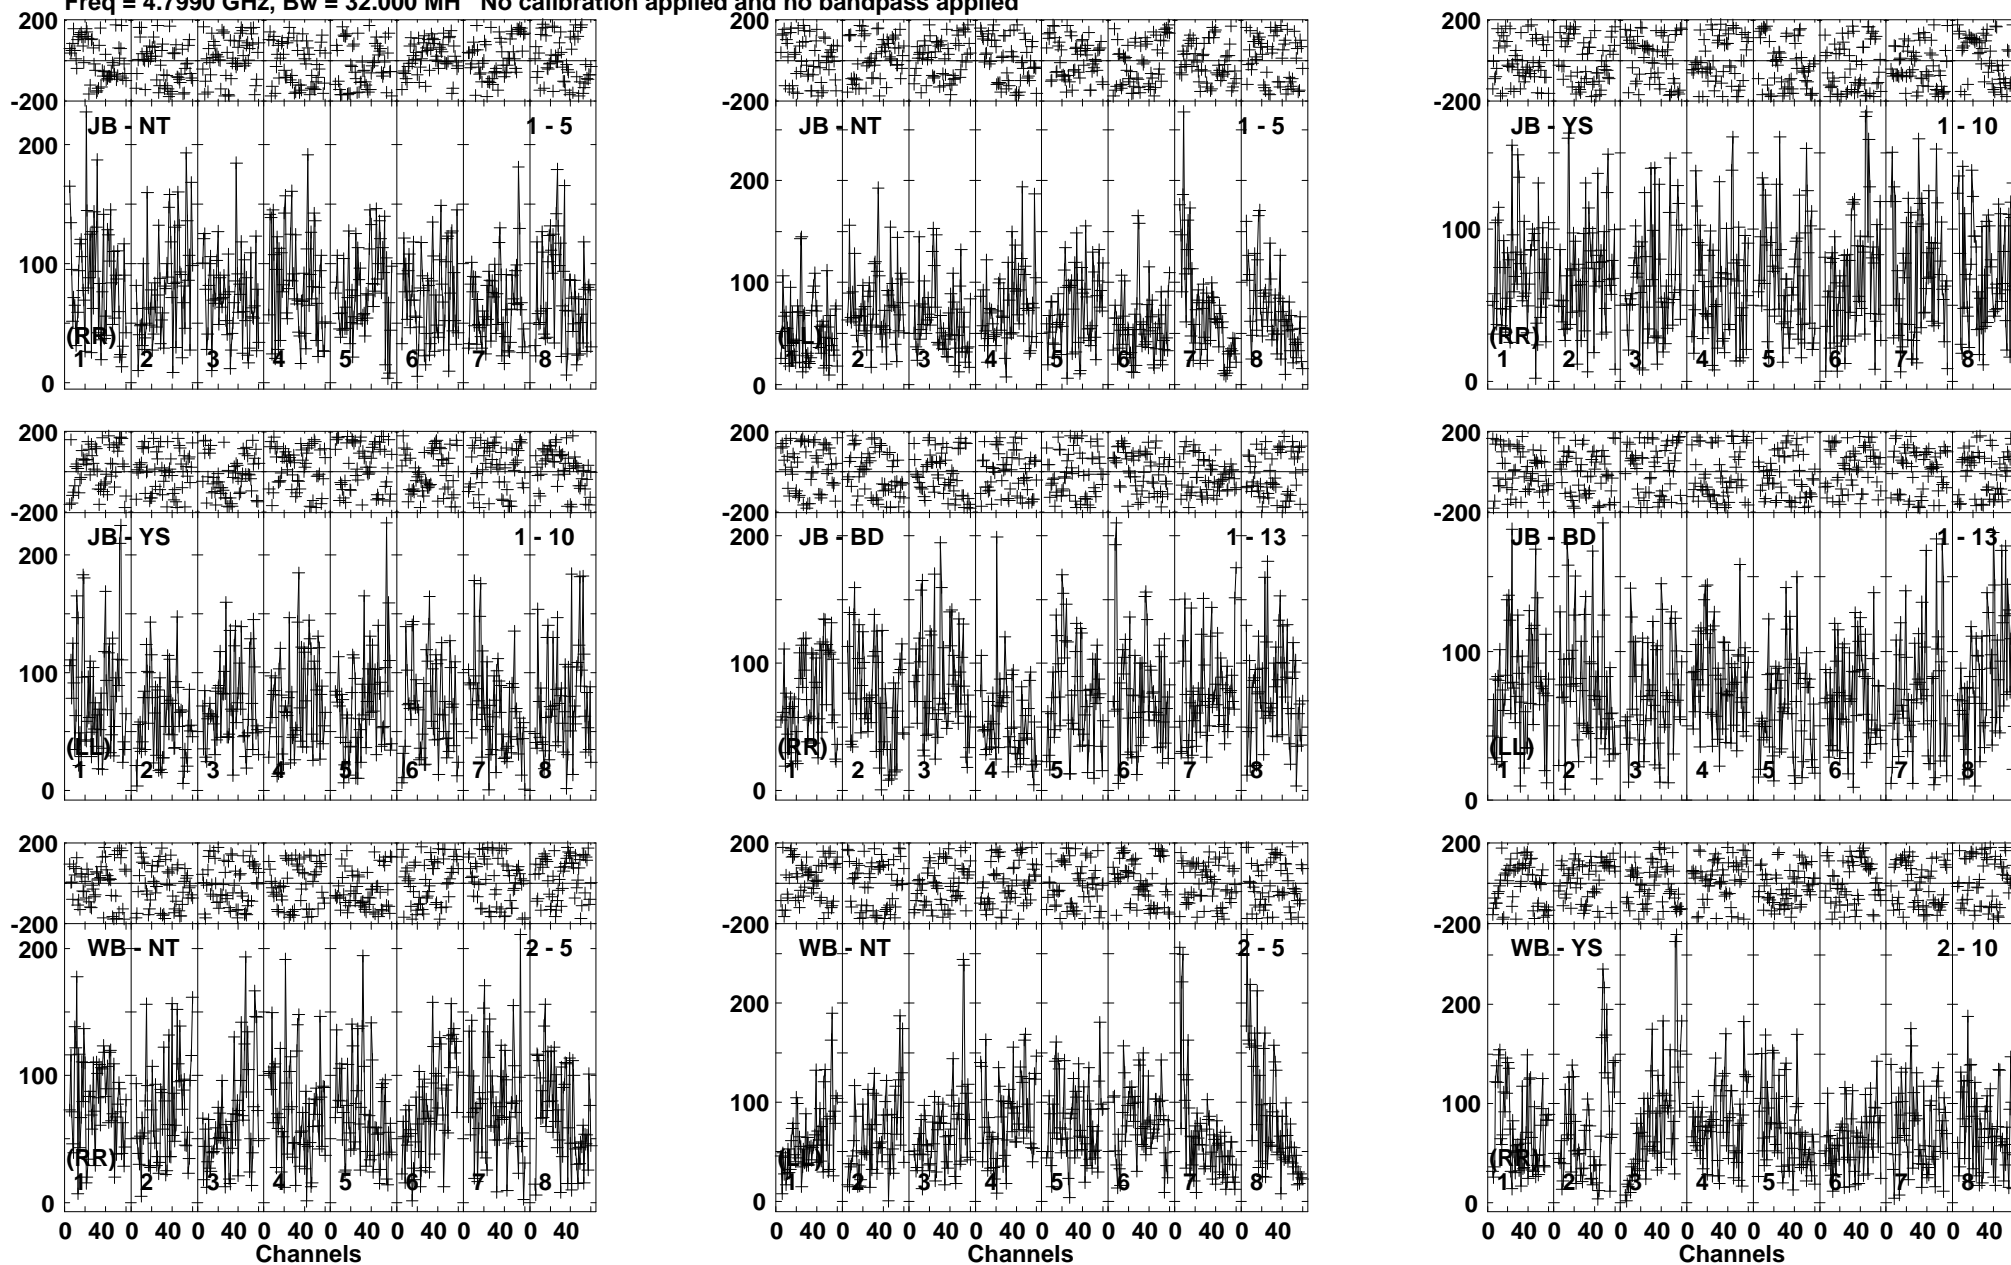 Freq = 4.7990 GHz, Bw = 32.000 MH No calibration applied and no bandpass applied
200 200 200
-200 -200 -200
JB - NT 1 - 5 JB - NT 1 - 5 JB - YS 1 - 10
200 200
100 100 100
(RR) (LL) (RR)
1 2 3 4 5 6 7 8 1 2 3 4 5 6 7 8 1 2 3 4 5 6 7 8
0 0 0
200 200 200
-200 -200 -200
JB - YS 1 - 10 JB - BD 1 - 13 JB - BD 1 - 13
200 200
100 100 100
(LL) (RR) (LL)
1 2 3 4 5 6 7 8 1 2 3 4 5 6 7 8 1 2 3 4 5 6 7 8
0 0 0
200 200 200
-200 -200 -200
WB - NT 2 - 5 WB - NT 2 - 5 WB - YS 2 - 10
200 200 200
100 100 100
(RR) (LL) (RR)
1 2 3 4 5 6 7 8 1 2 3 4 5 6 7 8 1 2 3 4 5 6 7 8
0 0 0
0 40 0 40 0 40 0 40 0 40 0 40 0 40 0 40 0 40 0 40 0 40 0 40 0 40 0 40 0 40 0 40 0 40 0 40 0 40 0 40 0 40 0 40 0 40 0 40
Channels Channels Channels